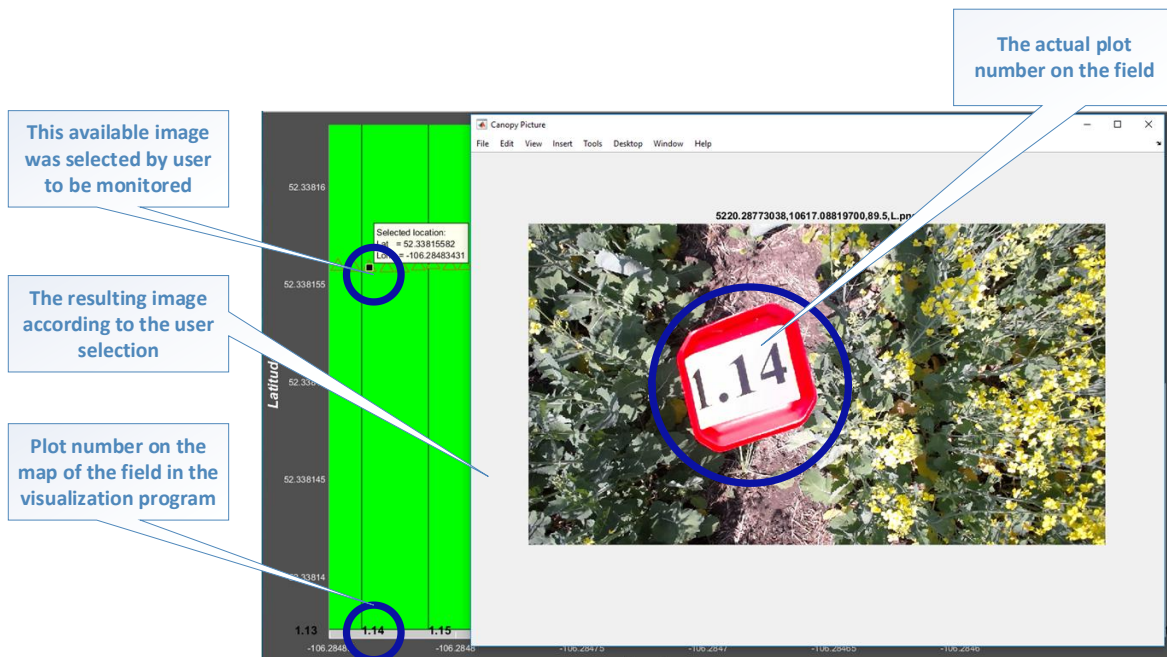 The actual plot
number on the field
This available image
was selected by user
to be monitored
Canopy Picture
File Edit View Insert Tools Desktop Window Help
52.33816
5220.28773038,10617.08819700,89.5,L.png
Selected location:
Lat = 52.33815582
Lon = -106.28483431
52.338155
The resulting image
according to the user
selection
1.14
Latitude
Plot number on the
map of the field in the
visualization program
52.338145
52.33814
1.13 1.14 1.15
-106.2848 -106.28475 -106.2847 -106.28465 -106.2846